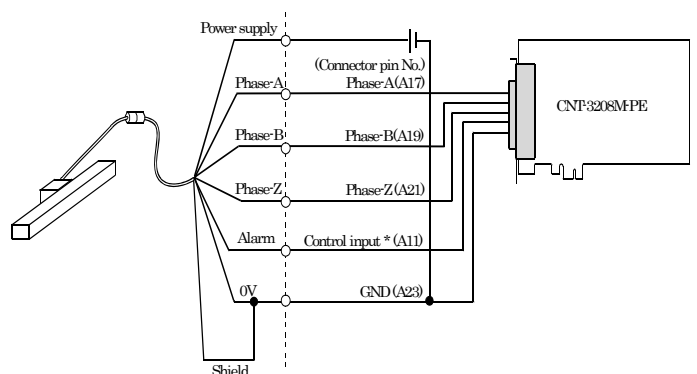 Power supply
(Connector pin No.)
Phase-A Phase-A (A17)
CNT-3208M-PE
Phase-B Phase-B (A19)
Phase-Z Phase-Z (A21)
Alarm Control input * (A11)
0V GND (A23)
Shield